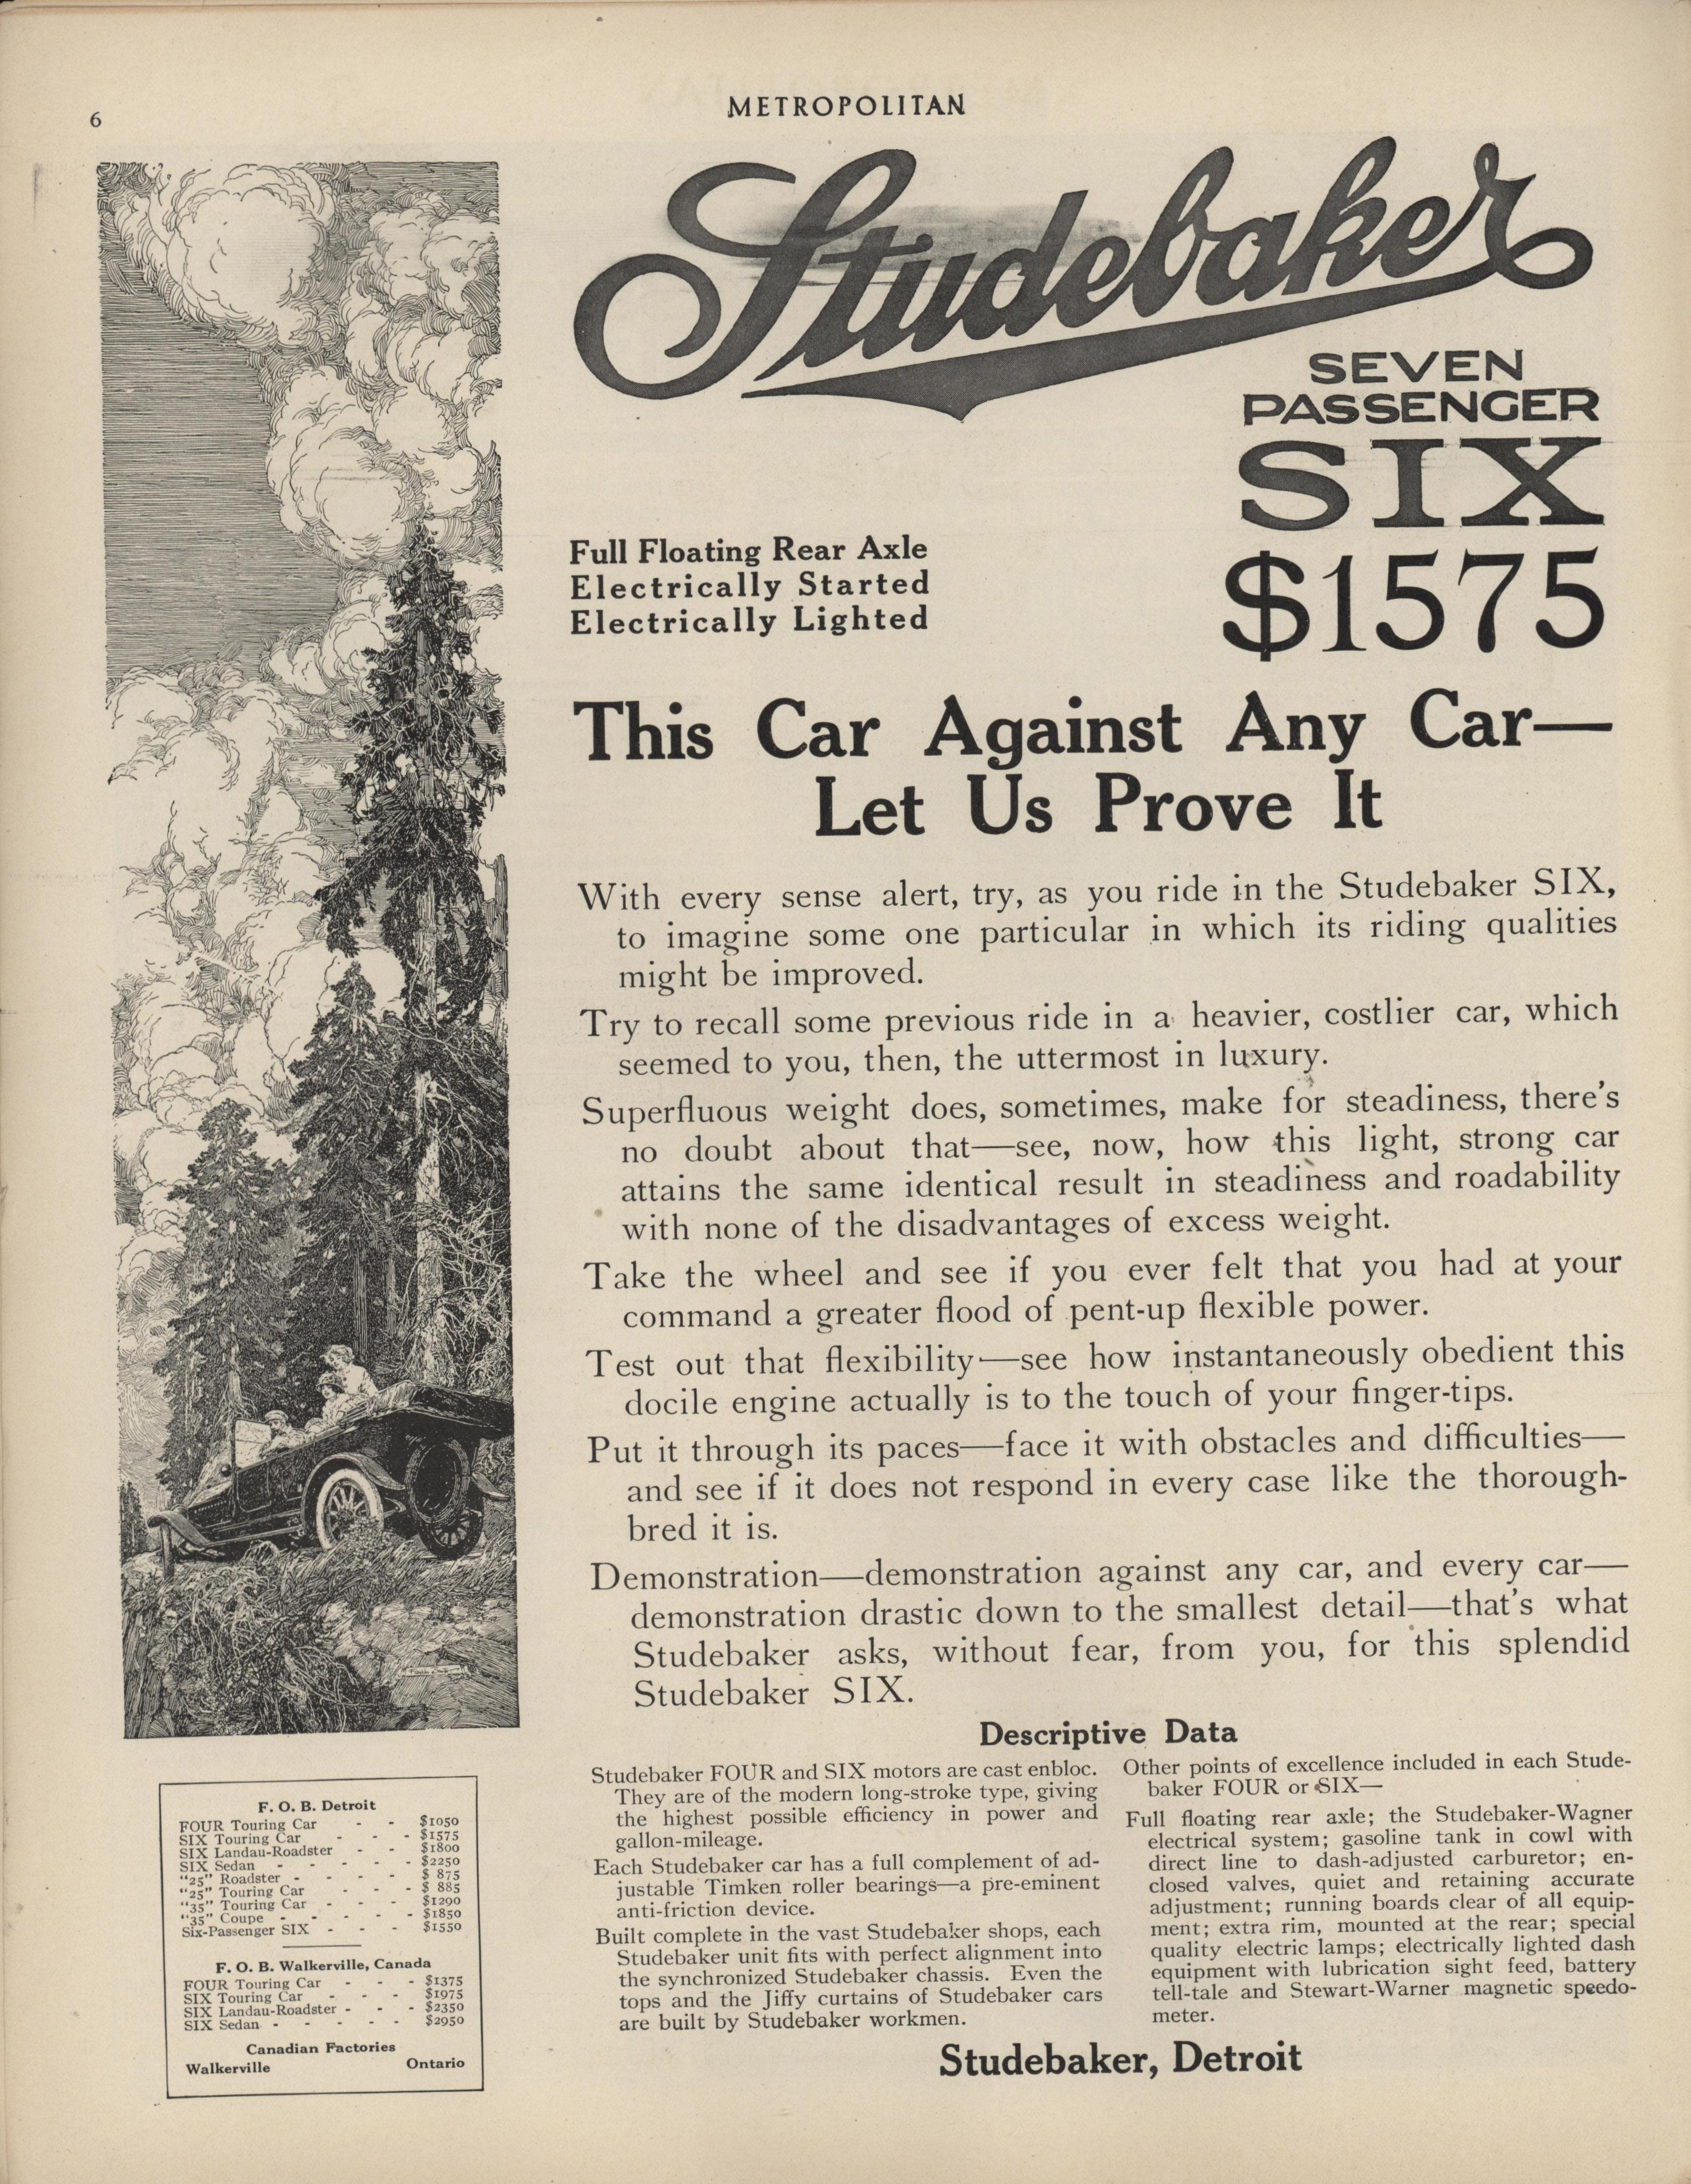 6
METROPOLITAN
Studebaker
SEVEN
PASSENGER
SIX
$1575
Full Floating Rear Axle
Electrically Started
Electrically Lighted
This Car Against Any Car—
Let Us Prove It
With every sense alert, try, as you ride in the Studebaker SIX,
to imagine some one particular in which its riding qualities
might be improved.
Try to recall some previous ride in a heavier, costlier car, which
seemed to you, then, the uttermost in luxury.
Superfluous weight does, sometimes, make for steadiness, there's
no doubt about that—see, now, how this light, strong car
attains the same identical result in steadiness and roadability
with none of the disadvantages of excess weight.
Take the wheel and see if you ever felt that you had at your
command a greater flood of pent-up flexible power.
Test out that flexibility—see how instantaneously obedient this
docile engine actually is to the touch of your finger-tips.
Put it through its paces—face it with obstacles and difficulties—
and see if it does not respond in every case like the thorough-
bred it is.
Demonstration—demonstration against any car, and every car—
demonstration drastic down to the smallest detail—that's what
Studebaker asks, without fear, from you, for this splendid
Studebaker SIX.
Descriptive Data
Studebaker FOUR and SIX motors are cast enbloc.
They are of the modern long-stroke type, giving
the highest possible efficiency in power and
gallon-mileage.
Each Studebaker car has a full complement of ad-
justable Timken roller bearings—a pre-eminent
anti-friction device.
Built complete in the vast Studebaker shops, each
Studebaker unit fits with perfect alignment into
the synchronized Studebaker chassis. Even the
tops and the Jiffy curtains of Studebaker cars
are built by Studebaker workmen.
Other points of excellence included in each Stude-
baker FOUR or SIX—
Full floating rear axle; the Studebaker-Wagner
electrical system; gasoline tank in cowl with
direct line to dash-adjusted carburetor; en-
closed valves, quiet and retaining accurate
adjustment; running boards clear of all equip-
ment; extra rim, mounted at the rear; special
quality electric lamps; electrically lighted dash
equipment with lubrication sight feed, battery
tell-tale and Stewart-Warner magnetic speedo-
meter.
Studebaker, Detroit
F. O. B. Detroit
FOUR Touring Car - - $1050
SIX Touring Car - - - $1575
SIX Landau-Roadster - - $1800
SIX Sedan - - - - - $2250
"25" Roadster - - - - - $ 875
"25" Touring Car - - - $ 885
"35" Touring Car - - - $1200
"35" Coupe - - - - - $1850
Six-Passenger SIX - - - $1550
F. O. B. Walkerville, Canada
FOUR Touring Car - - - $1375
SIX Touring Car - - - - $1975
SIX Landau-Roadster - - - $2350
SIX Sedan - - - - - $2950
Canadian Factories
Walkerville Ontario